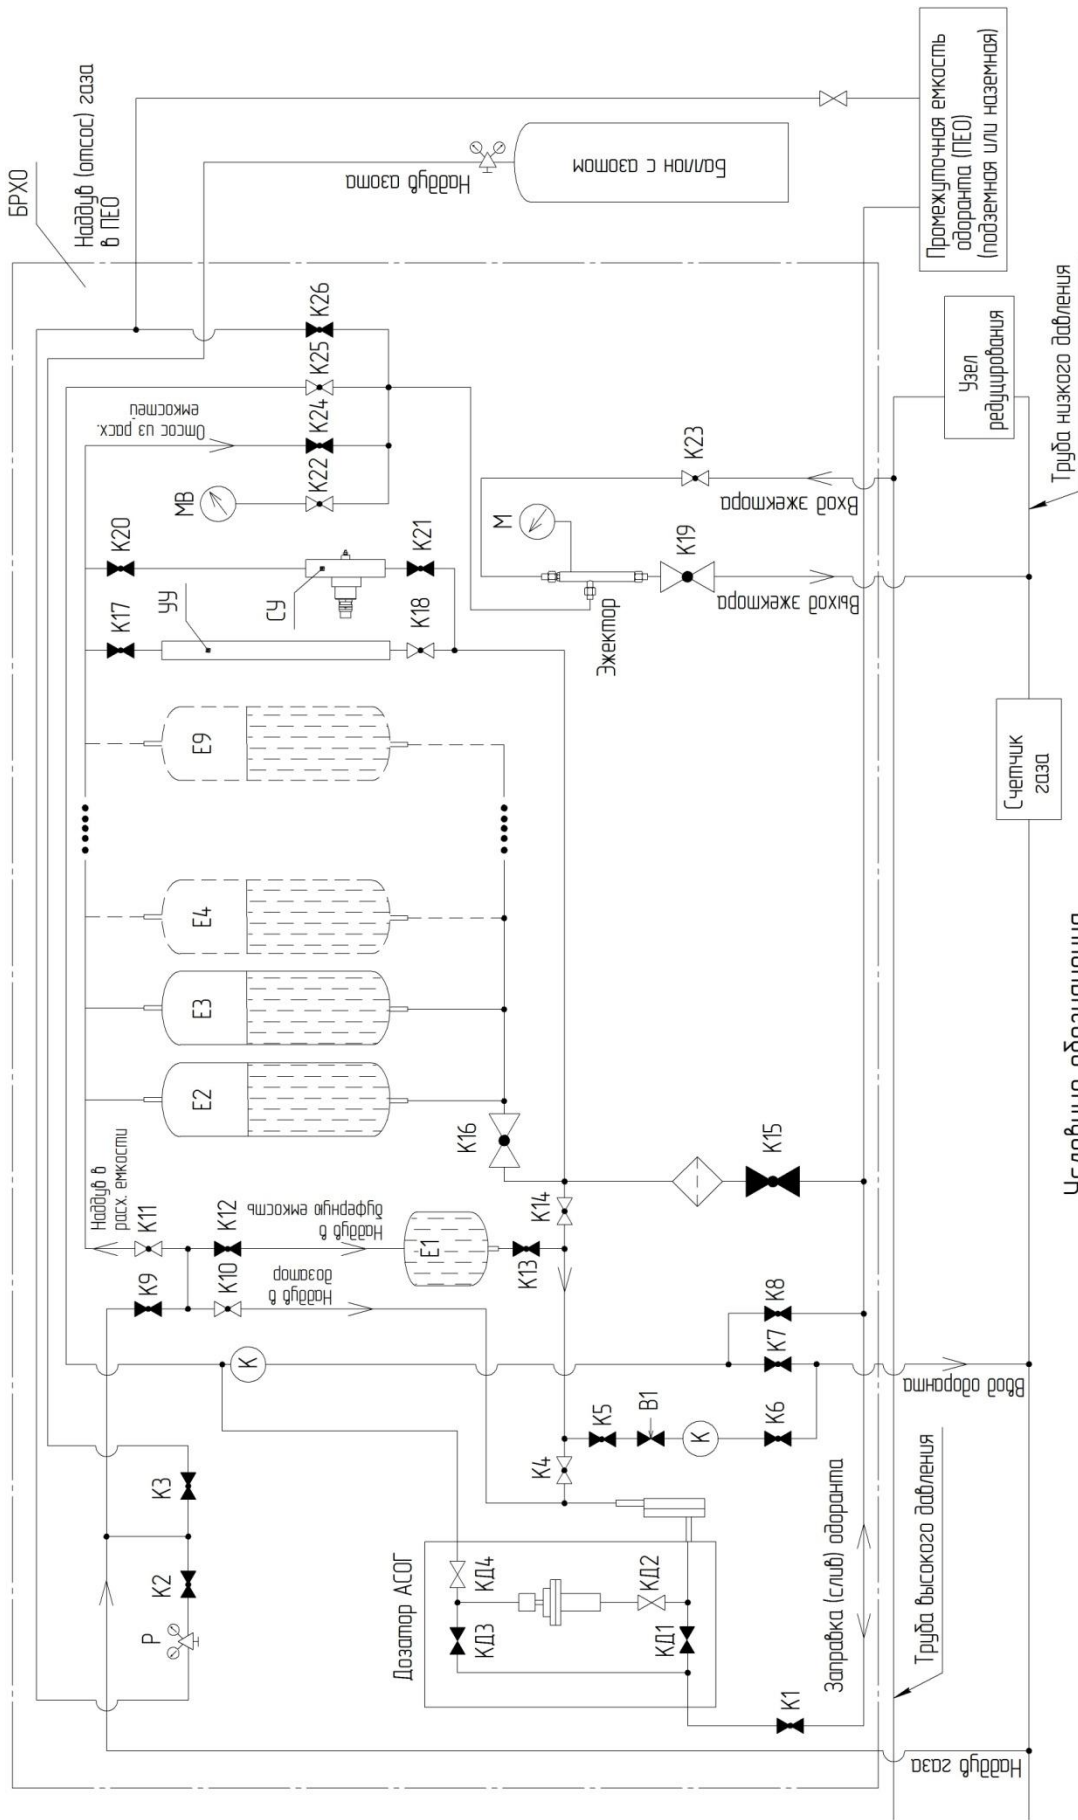 БРХО
Наддув (отсос) газа
в ПЕО
Р
К2
К3
К9
К11
Наддув в
расх. емкости
К12
К10
Наддув в
буферную емкость
Наддув в
дозатор
К
Е1
Е2
Е3
Е4
Е9
К17
К20
УУ
СУ
К18
К21
МВ
К22
К24
К25
К26
Отсос из расх.
емкостей
Наддув азота
Баллон с азотом
Дозатор АСОГ
КД4
КД3
КД2
КД1
К4
К5
В1
К
К6
К7
К8
К13
К14
К16
К15
Эжектор
М
К19
К23
Выход эжектора
Вход эжектора
К1
Заправка (слив) одоранта
Ввод одоранта
Наддув газа
Труба высокого давления
Промежуточная емкость
одоранта (ПЕО)
(подземная или наземная)
Узел
редуцирования
Счетчик
газа
Труба низкого давления
Условные обозначения